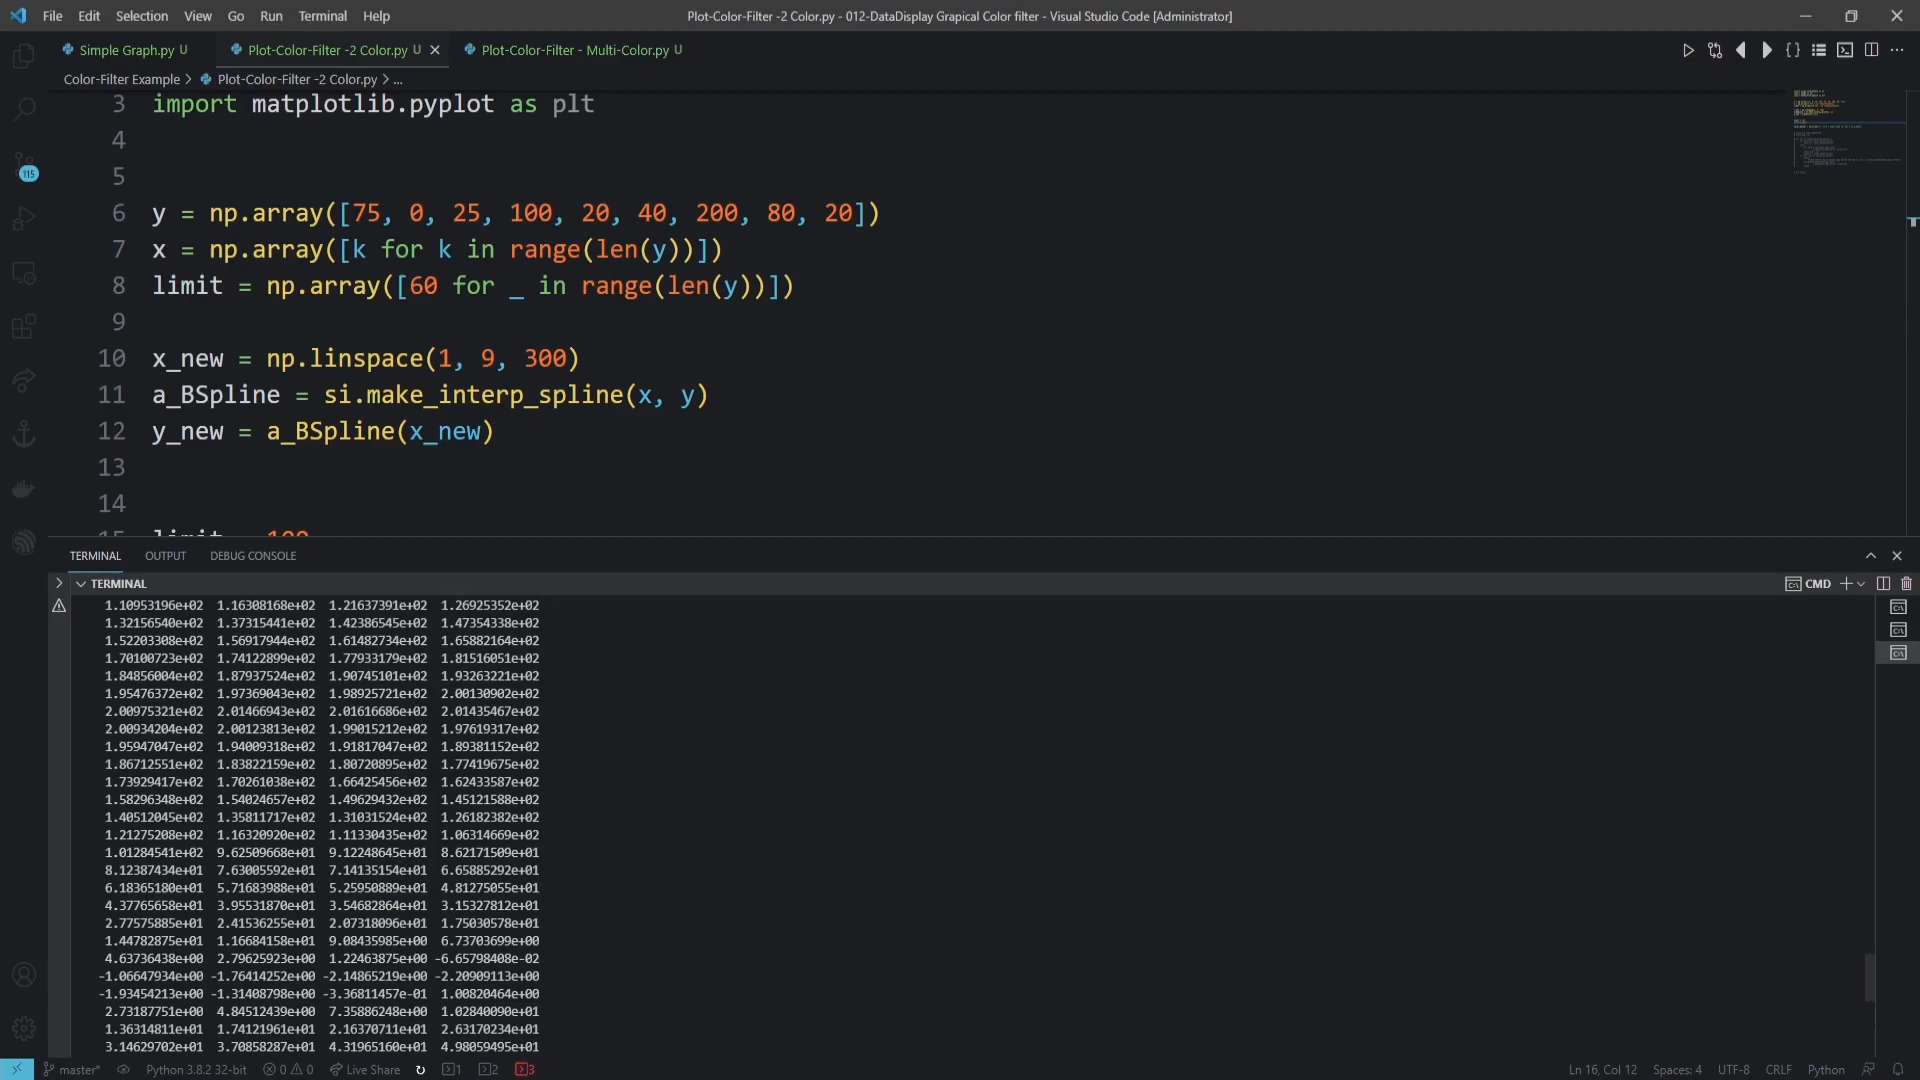 File Edit Selection View Go Run Terminal Help
Plot-Color-Filter -2 Color.py - 012-DataDisplay Grapical Color filter - Visual Studio Code [Administrator]
Simple Graph.py U
Plot-Color-Filter -2 Color.py U
Plot-Color-Filter - Multi-Color.py U
Color-Filter Example > Plot-Color-Filter -2 Color.py > ...
3 import matplotlib.pyplot as plt
4
5
6 y = np.array([75, 0, 25, 100, 20, 40, 200, 80, 20])
7 x = np.array([k for k in range(len(y))])
8 limit = np.array([60 for _ in range(len(y))])
9
10 x_new = np.linspace(1, 9, 300)
11 a_BSpline = si.make_interp_spline(x, y)
12 y_new = a_BSpline(x_new)
13
14
15 limit = 100
115
TERMINAL OUTPUT DEBUG CONSOLE
TERMINAL
CMD
1.10953196e+02 1.16308168e+02 1.21637391e+02 1.26925352e+02
1.32156540e+02 1.37315441e+02 1.42386545e+02 1.47354338e+02
1.52203308e+02 1.56917944e+02 1.61482734e+02 1.65882164e+02
1.70100723e+02 1.74122899e+02 1.77933179e+02 1.81516051e+02
1.84856004e+02 1.87937524e+02 1.90745101e+02 1.93263221e+02
1.95476372e+02 1.97369043e+02 1.98925721e+02 2.00130902e+02
2.00975321e+02 2.01466943e+02 2.01616686e+02 2.01435467e+02
2.00934204e+02 2.00123813e+02 1.99015212e+02 1.97619317e+02
1.95947047e+02 1.94009318e+02 1.91817047e+02 1.89381152e+02
1.86712551e+02 1.83822159e+02 1.80720895e+02 1.77419675e+02
1.73929417e+02 1.70261038e+02 1.66425456e+02 1.62433587e+02
1.58296348e+02 1.54024657e+02 1.49629432e+02 1.45121588e+02
1.40512045e+02 1.35811717e+02 1.31031524e+02 1.26182382e+02
1.21275208e+02 1.16320920e+02 1.11330435e+02 1.06314669e+02
1.01284541e+02 9.62509668e+01 9.12248645e+01 8.62171509e+01
8.12387434e+01 7.63005592e+01 7.14135154e+01 6.65885292e+01
6.18365180e+01 5.71683988e+01 5.25950889e+01 4.81275055e+01
4.37765658e+01 3.95531870e+01 3.54682864e+01 3.15327812e+01
2.77575885e+01 2.41536255e+01 2.07318096e+01 1.75030578e+01
1.44782875e+01 1.16684158e+01 9.08435985e+00 6.73703699e+00
4.63736438e+00 2.79625923e+00 1.22463875e+00 -6.65798408e-02
-1.06647934e+00 -1.76414252e+00 -2.14865219e+00 -2.20909113e+00
-1.93454213e+00 -1.31408798e+00 -3.36811457e-01 1.00820464e+00
2.73187751e+00 4.84512439e+00 7.35886248e+00 1.02840090e+01
1.36314811e+01 1.74121961e+01 2.16370711e+01 2.63170234e+01
3.14629702e+01 3.70858287e+01 4.31965160e+01 4.98059495e+01
master* Python 3.8.2 32-bit 0 0 Live Share 1 2 3
Ln 16, Col 12 Spaces: 4 UTF-8 CRLF Python